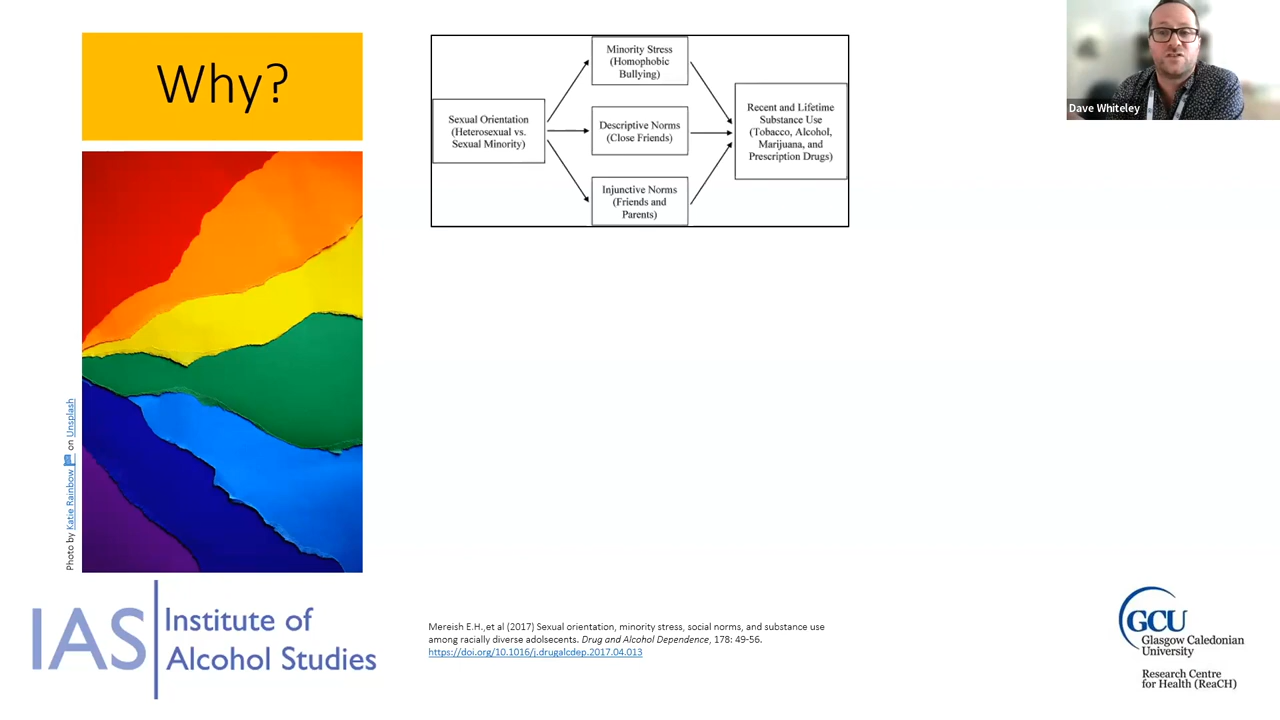 Why?
Minority Stress
(Homophobic
Bullying)
Sexual Orientation
(Heterosexual vs.
Sexual Minority)
Descriptive Norms
(Close Friends)
Injunctive Norms
(Friends and
Parents)
Recent and Lifetime
Substance Use
(Tobacco, Alcohol,
Marijuana, and
Prescription Drugs)
Dave Whiteley
Photo by Katie Rainbow 🏳️‍🌈 on Unsplash
IAS
Institute of
Alcohol Studies
Mereish E.H.,et al (2017) Sexual orientation, minority stress, social norms, and substance use
among racially diverse adolsecents. Drug and Alcohol Dependence, 178: 49-56.
https://doi.org/10.1016/j.drugalcdep.2017.04.013
GCU
Glasgow Caledonian
University
Research Centre
for Health (ReaCH)